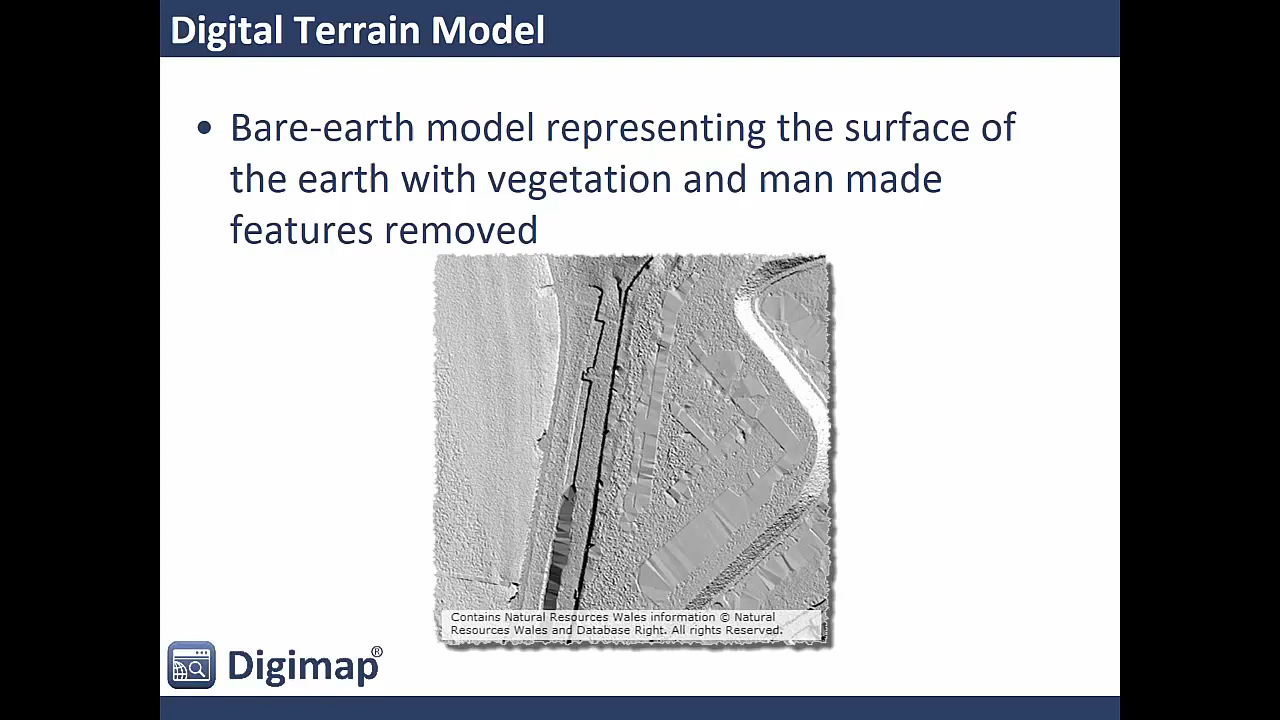 Digital Terrain Model
• Bare-earth model representing the surface of
the earth with vegetation and man made
features removed
Contains Natural Resources Wales information © Natural
Resources Wales and Database Right. All rights Reserved.
Digimap®